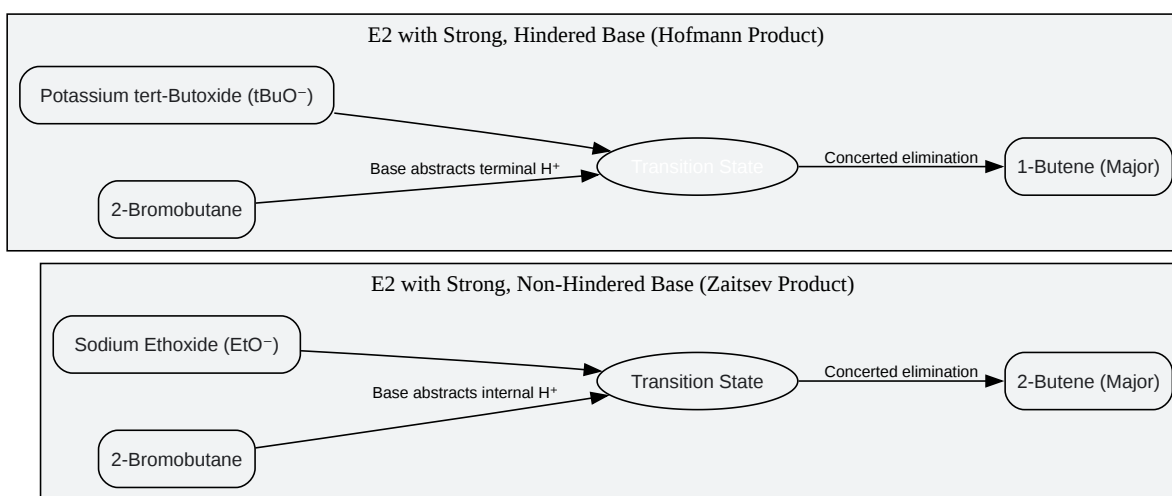 E2 with Strong, Hindered Base (Hofmann Product)
Potassium tert-Butoxide (tBuO⁻)
Base abstracts terminal H⁺
2-Bromobutane
Transition State
Concerted elimination
1-Butene (Major)
E2 with Strong, Non-Hindered Base (Zaitsev Product)
Sodium Ethoxide (EtO⁻)
Base abstracts internal H⁺
2-Bromobutane
Transition State
Concerted elimination
2-Butene (Major)